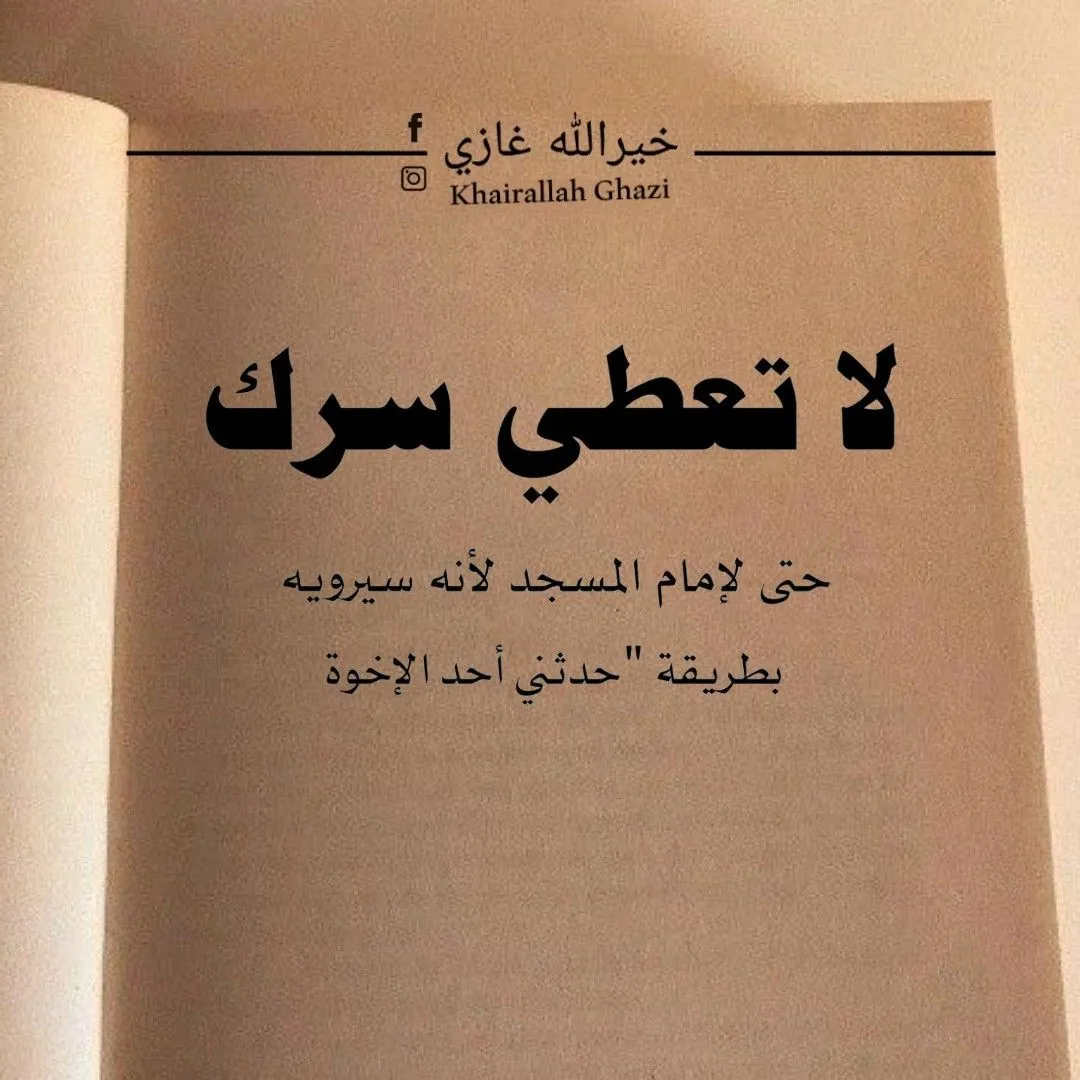 خيرالله غازي
Khairallah Ghazi
لا تعطي سرك
حتى لإمام المسجد لأنه سيرويه
بطريقة "حدثني أحد الإخوة